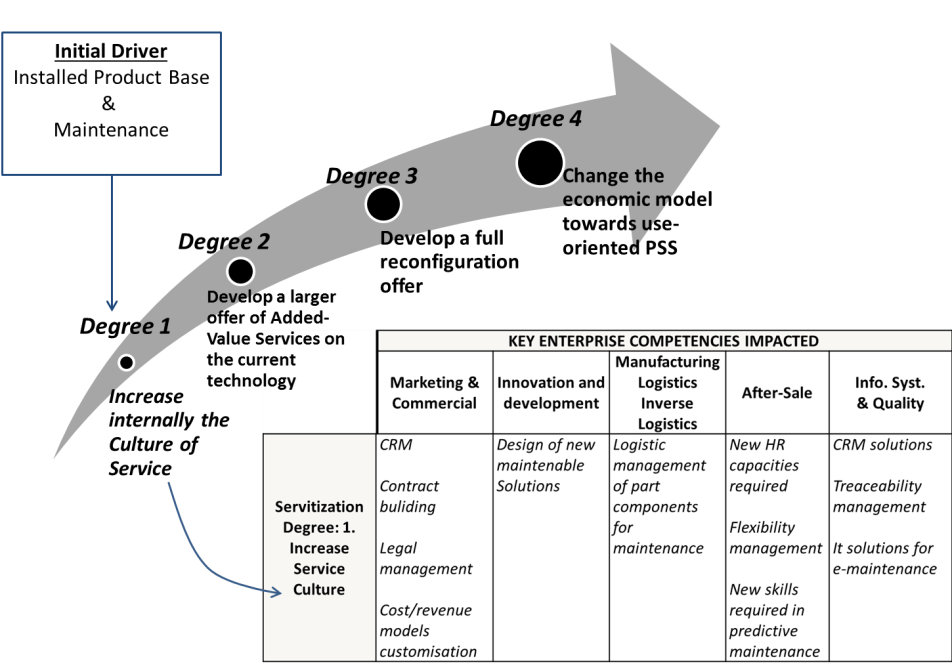 Initial Driver
Installed Product Base
&
Maintenance
Degree 4
Change the
economic model
towards use-
oriented PSS
Degree 3
Develop a full
reconfiguration
offer
Degree 2
Develop a larger
offer of Added-
Value Services on
the current
technology
Degree 1
Increase
internally the
Culture of
Service
KEY ENTERPRISE COMPETENCIES IMPACTED
Marketing &
Commercial
Innovation and
development
Manufacturing
Logistics
Inverse
Logistics
After-Sale
Info. Syst.
& Quality
Servitization
Degree: 1.
Increase
Service
Culture
CRM
Contract
buliding
Legal
management
Cost/revenue
models
customisation
Design of new
maintenable
Solutions
Logistic
management
of part
components
for
maintenance
New HR
capacities
required
Flexibility
management
New skills
required in
predictive
maintenance
CRM solutions
Treaceability
management
It solutions for
e-maintenance